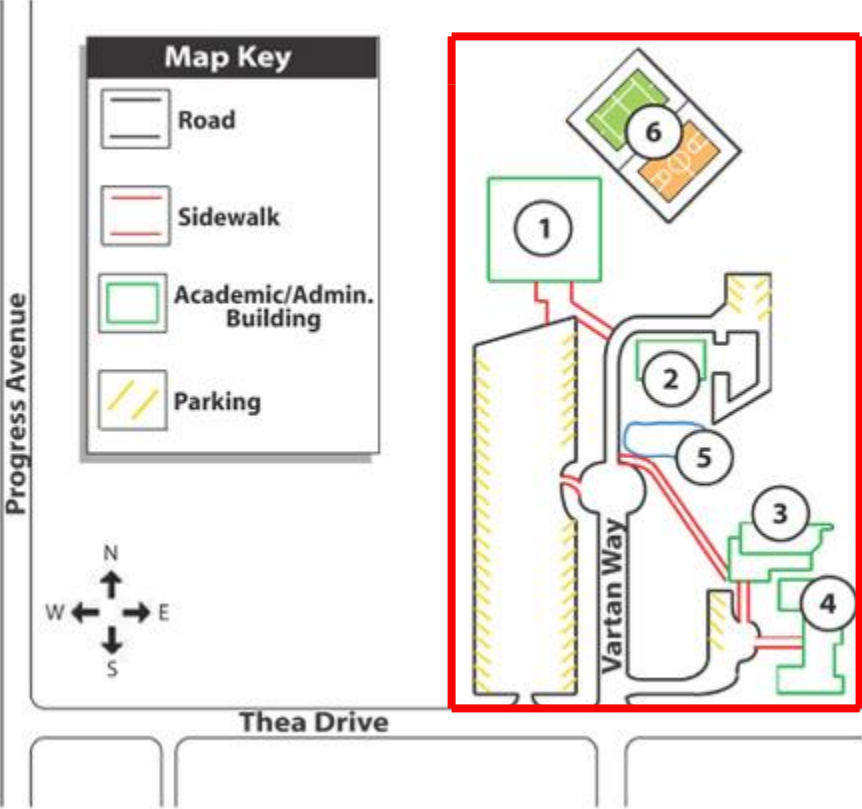 Map Key
Road
Sidewalk
Academic/Admin.
Building
Parking
Progress Avenue
N
W
E
S
Thea Drive
Vartan Way
6
1
2
5
3
4